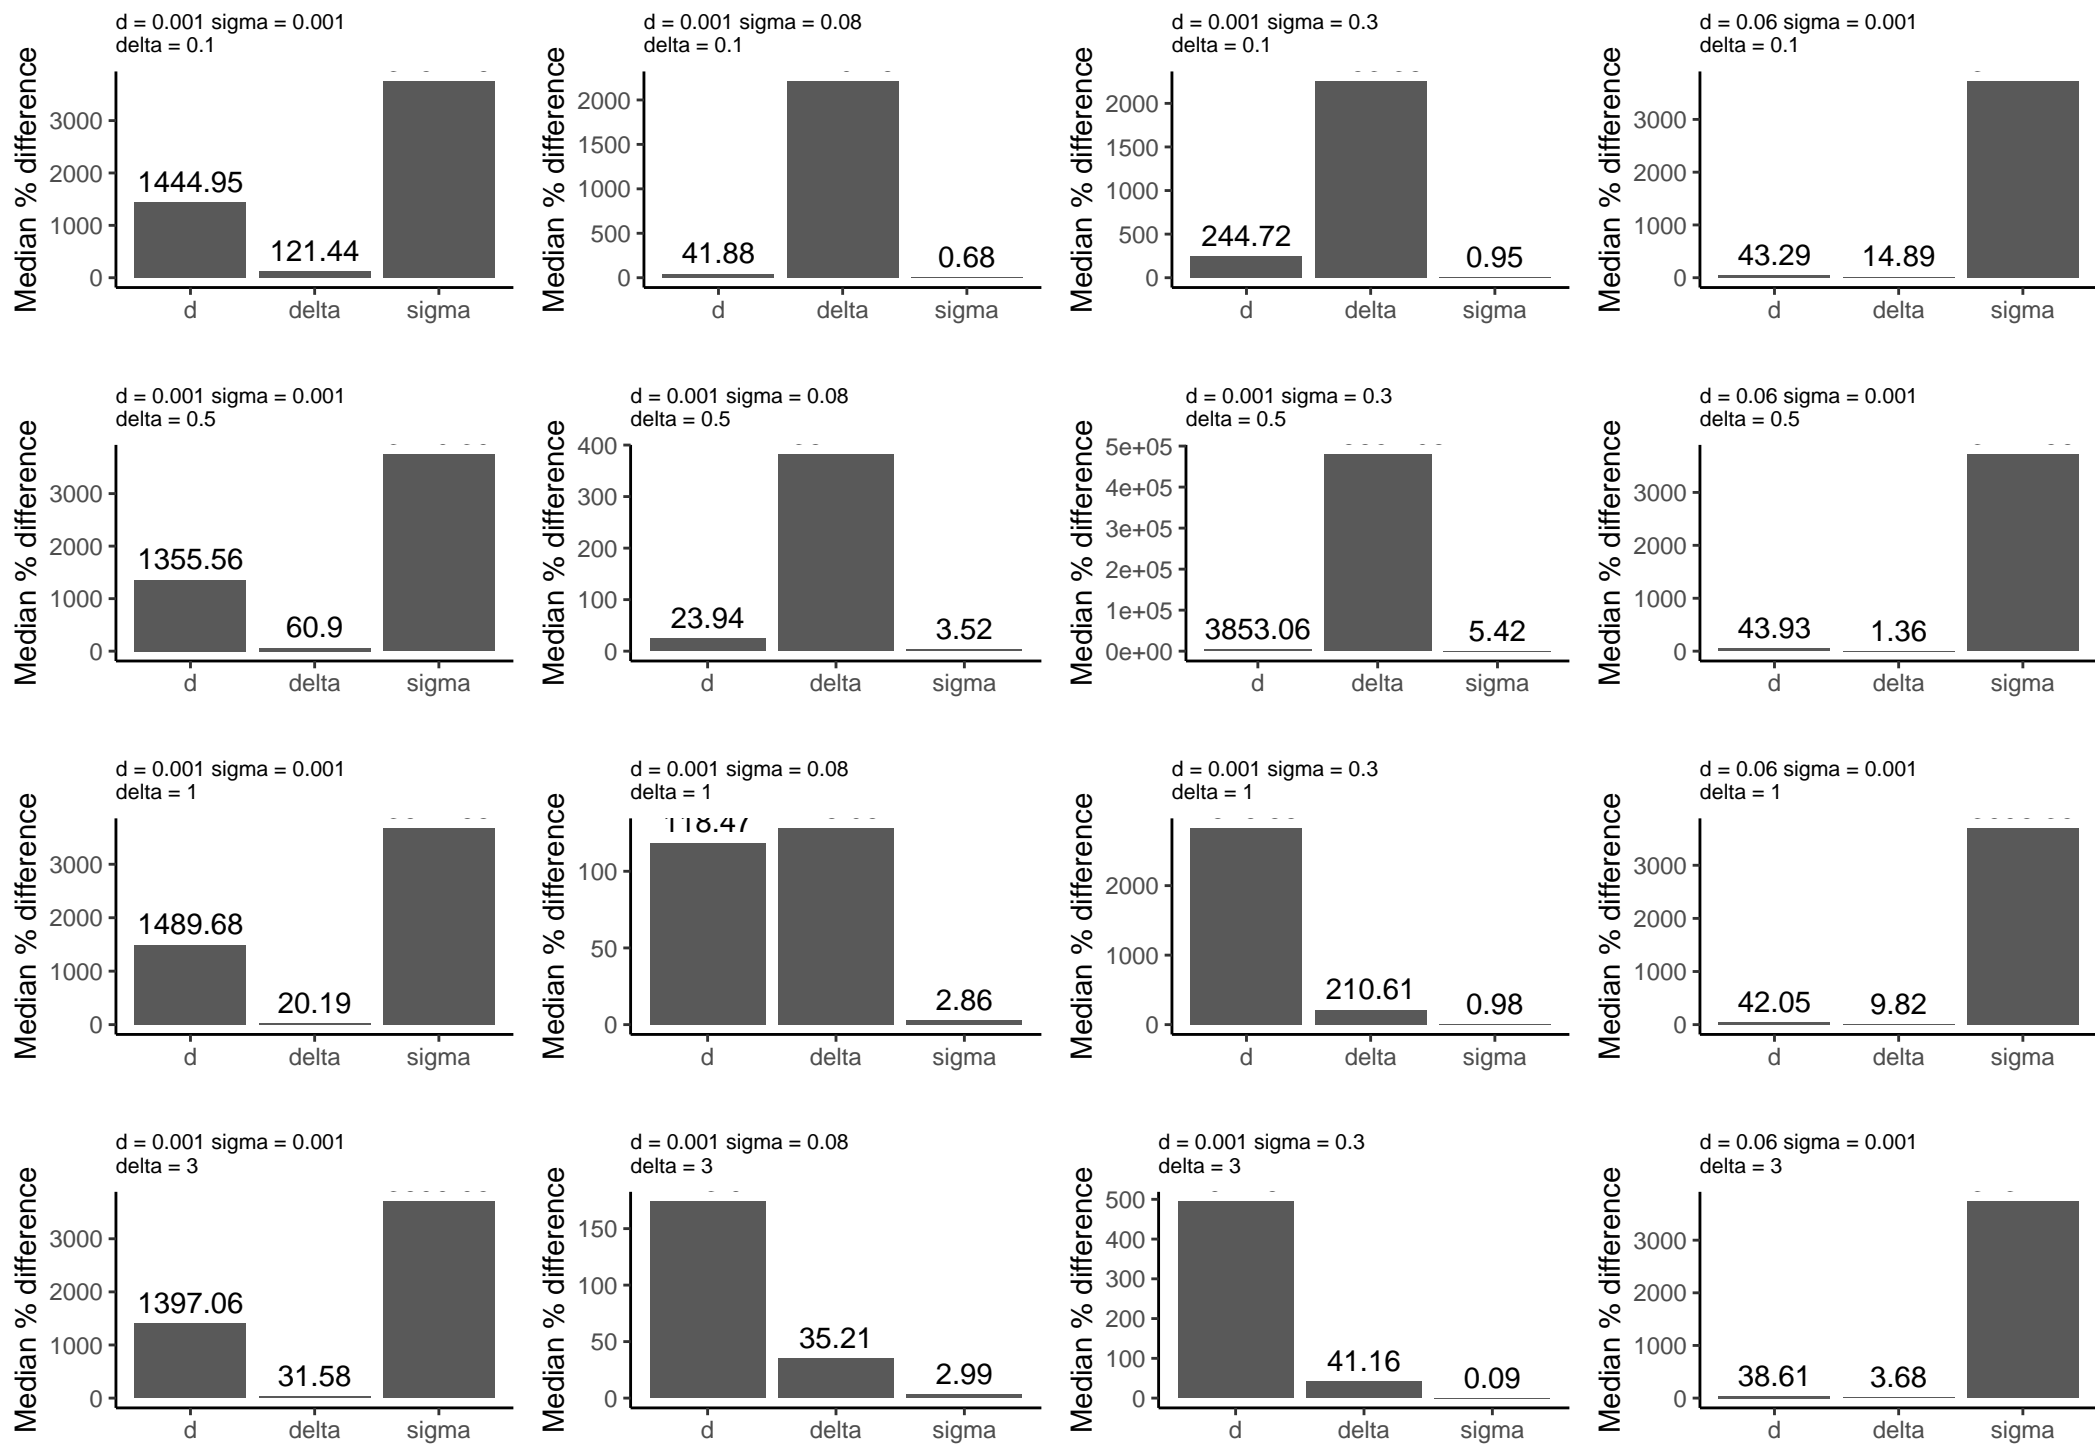 d = 0.001 sigma = 0.001
delta = 0.1
Median % difference
3000
2000
1000
0
1444.95
121.44
d delta sigma
d = 0.001 sigma = 0.08
delta = 0.1
Median % difference
2000
1500
1000
500
0
41.88
0.68
d delta sigma
d = 0.001 sigma = 0.3
delta = 0.1
Median % difference
2000
1500
1000
500
0
244.72
0.95
d delta sigma
d = 0.06 sigma = 0.001
delta = 0.1
Median % difference
3000
2000
1000
0
43.29
14.89
d delta sigma
d = 0.001 sigma = 0.001
delta = 0.5
Median % difference
3000
2000
1000
0
1355.56
60.9
d delta sigma
d = 0.001 sigma = 0.08
delta = 0.5
Median % difference
400
300
200
100
0
23.94
3.52
d delta sigma
d = 0.001 sigma = 0.3
delta = 0.5
Median % difference
5e+05
4e+05
3e+05
2e+05
1e+05
0e+00
3853.06
5.42
d delta sigma
d = 0.06 sigma = 0.001
delta = 0.5
Median % difference
3000
2000
1000
0
43.93
1.36
d delta sigma
d = 0.001 sigma = 0.001
delta = 1
Median % difference
3000
2000
1000
0
1489.68
20.19
d delta sigma
d = 0.001 sigma = 0.08
delta = 1
Median % difference
100
50
0
118.47
2.86
d delta sigma
d = 0.001 sigma = 0.3
delta = 1
Median % difference
2000
1000
0
210.61
0.98
d delta sigma
d = 0.06 sigma = 0.001
delta = 1
Median % difference
3000
2000
1000
0
42.05
9.82
d delta sigma
d = 0.001 sigma = 0.001
delta = 3
Median % difference
3000
2000
1000
0
1397.06
31.58
d delta sigma
d = 0.001 sigma = 0.08
delta = 3
Median % difference
150
100
50
0
35.21
2.99
d delta sigma
d = 0.001 sigma = 0.3
delta = 3
Median % difference
500
400
300
200
100
0
41.16
0.09
d delta sigma
d = 0.06 sigma = 0.001
delta = 3
Median % difference
3000
2000
1000
0
38.61
3.68
d delta sigma